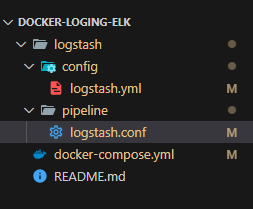 DOCKER-LOGING-ELK
logstash
config
logstash.yml M
pipeline
logstash.conf M
docker-compose.yml M
README.md